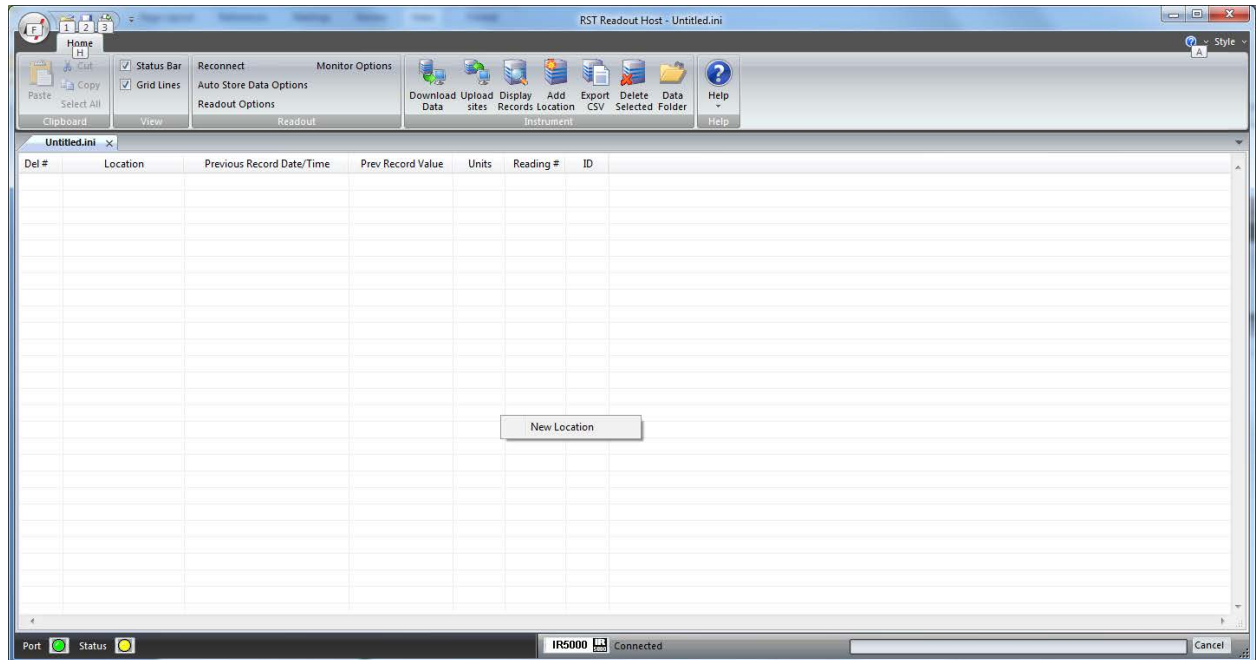 RST Readout Host - Untitled.ini
F 1 2 3
Home
H
Style
A
Paste
Cut
Copy
Select All
Clipboard
Status Bar
Grid Lines
View
Reconnect Monitor Options
Auto Store Data Options
Readout Options
Readout
Download Data
Upload sites
Display Records
Add Location
Export CSV
Delete Selected
Data Folder
Instrument
Help
Help
Untitled.ini
Del # Location Previous Record Date/Time Prev Record Value Units Reading # ID
New Location
Port Status IR5000 Connected Cancel